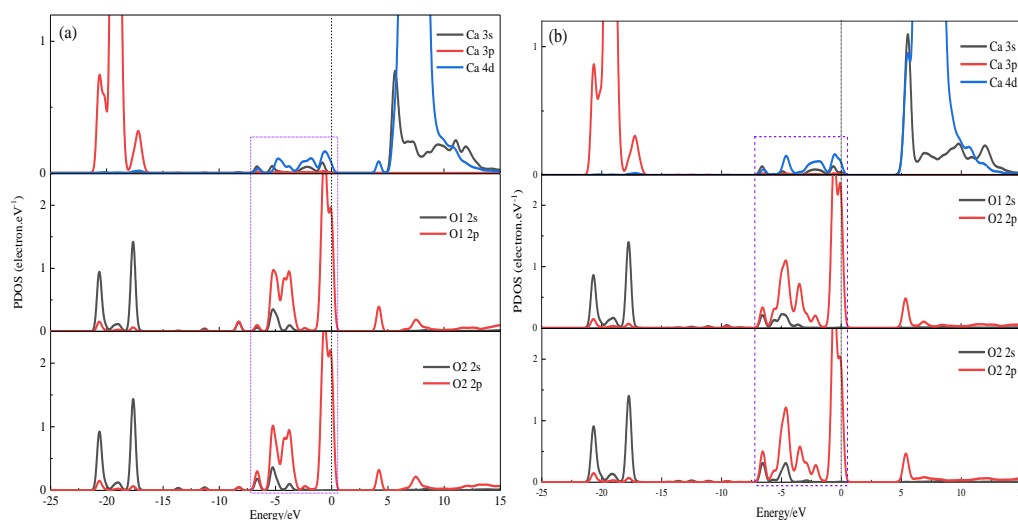 (a)
Ca 3s
Ca 3p
Ca 4d
1
0
O1 2s
O1 2p
2
1
0
O2 2s
O2 2p
2
1
0
-25 -20 -15 -10 -5 0 5 10 15
Energy/eV
PDOS (electron.eV⁻¹)
(b)
Ca 3s
Ca 3p
Ca 4d
1
0
O1 2s
O2 2p
2
1
0
O2 2s
O2 2p
2
1
0
-25 -20 -15 -10 -5 0 5 10
Energy/eV
PDOS (electron.eV⁻¹)